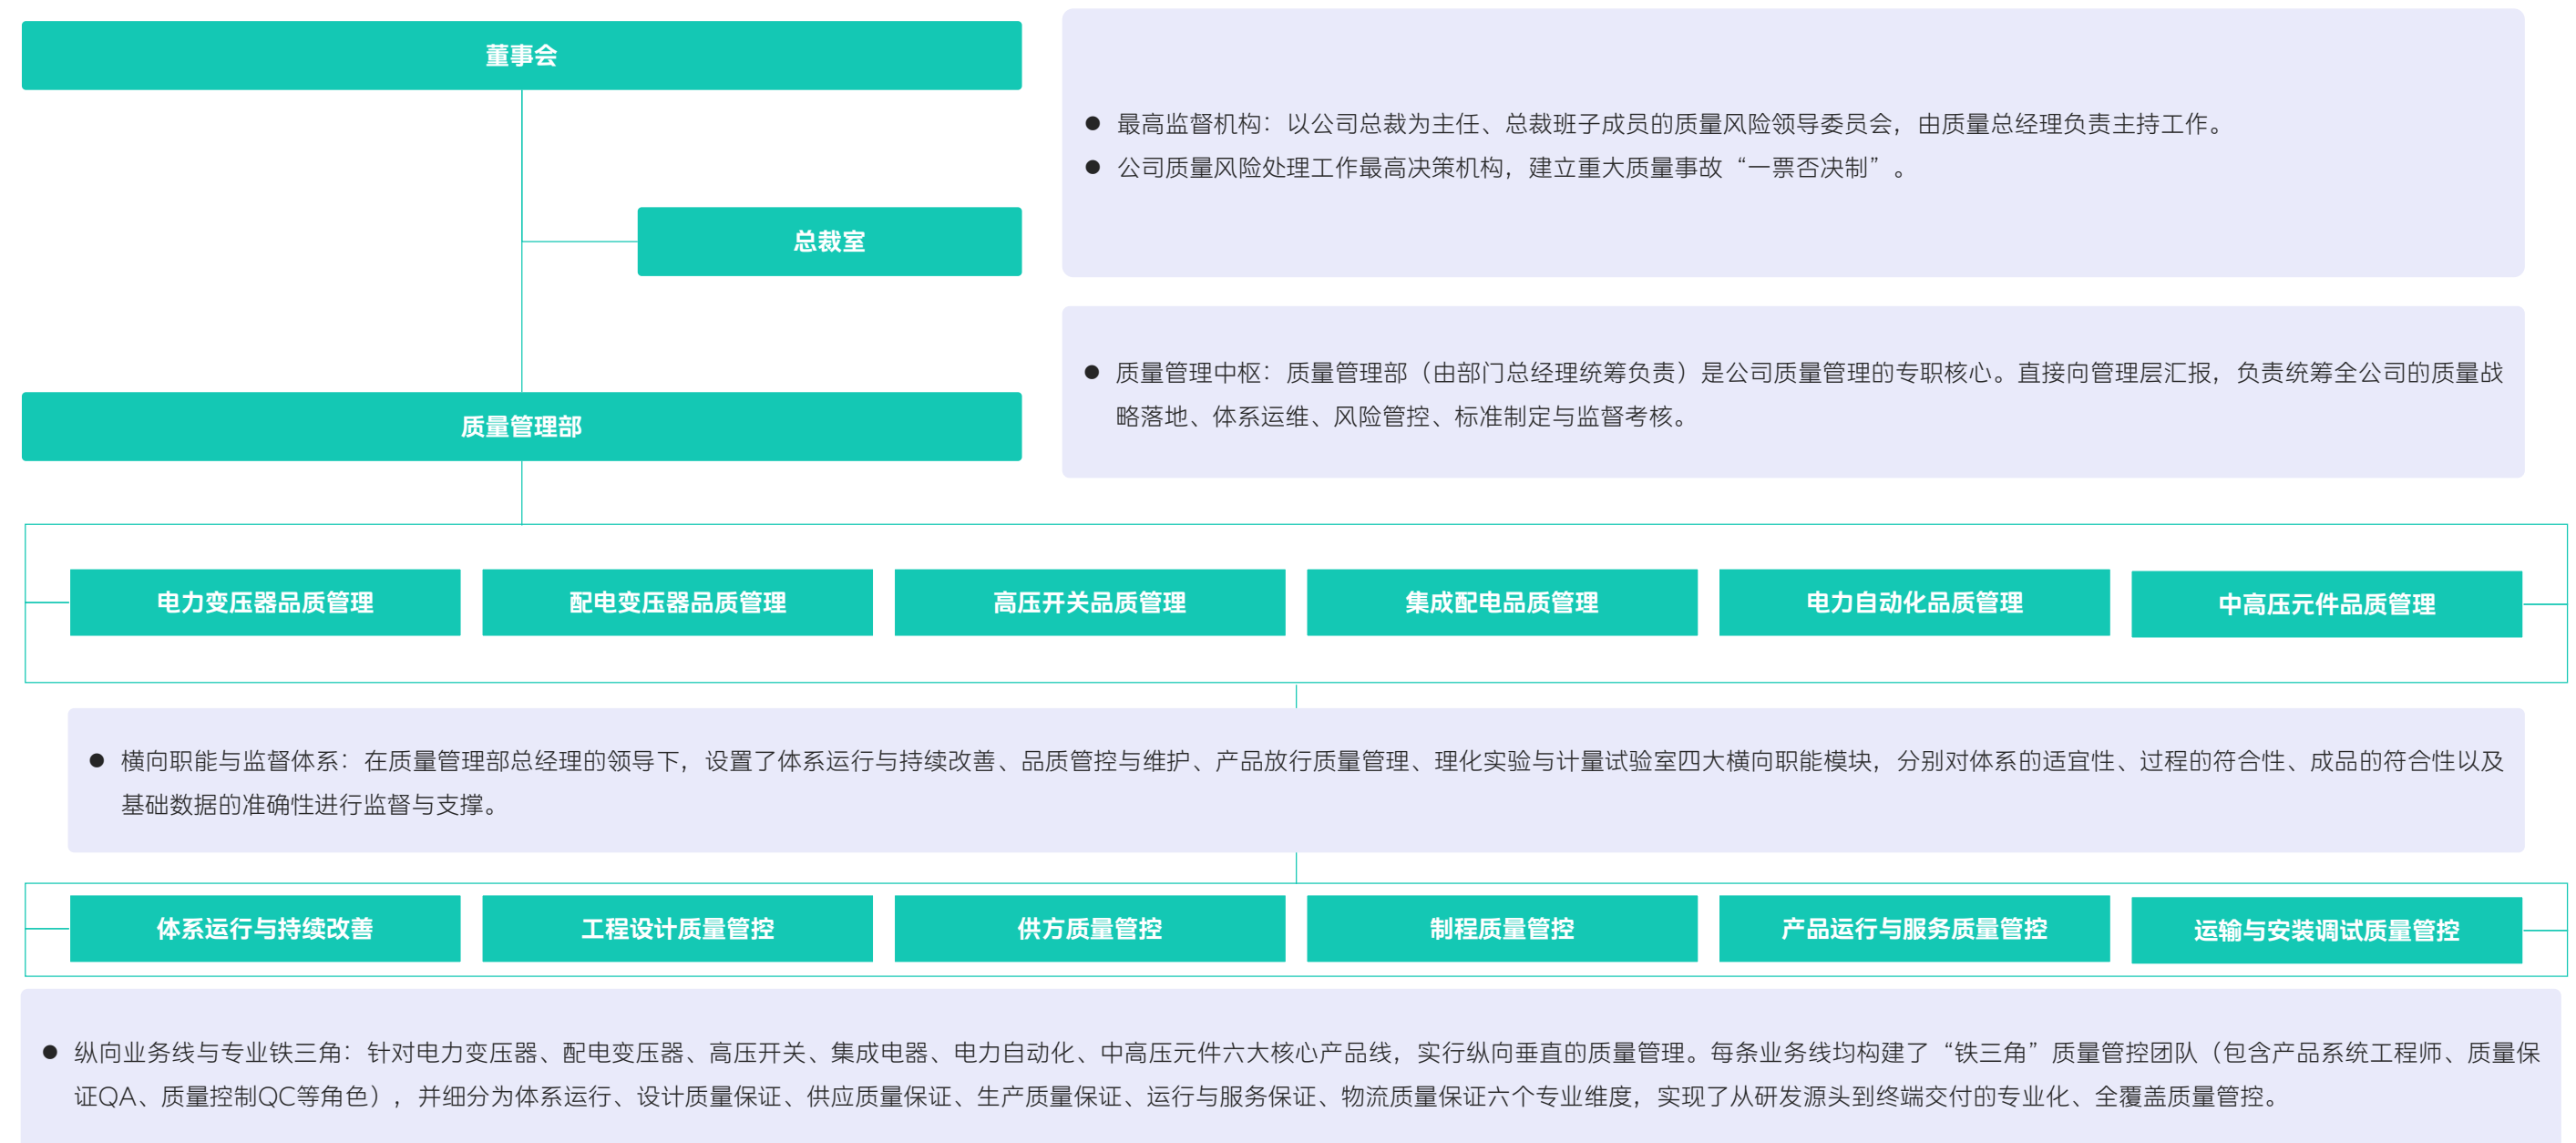 董事会
● 最高监督机构：以公司总裁为主任、总裁班子成员的质量风险领导委员会，由质量总经理负责主持工作。
● 公司质量风险处理工作最高决策机构，建立重大质量事故“一票否决制”。
总裁室
● 质量管理中枢：质量管理部（由部门总经理统筹负责）是公司质量管理的专职核心。直接向管理层汇报，负责统筹全公司的质量战
略落地、体系运维、风险管控、标准制定与监督考核。
质量管理部
电力变压器品质管理
配电变压器品质管理
高压开关品质管理
集成配电品质管理
电力自动化品质管理
中高压元件品质管理
● 横向职能与监督体系：在质量管理部总经理的领导下，设置了体系运行与持续改善、品质管控与维护、产品放行质量管理、理化实验与计量试验室四大横向职能模块，分别对体系的适宜性、过程的符合性、成品的符合性以及
基础数据的准确性进行监督与支撑。
体系运行与持续改善
工程设计质量管控
供方质量管控
制程质量管控
产品运行与服务质量管控
运输与安装调试质量管控
● 纵向业务线与专业铁三角：针对电力变压器、配电变压器、高压开关、集成电器、电力自动化、中高压元件六大核心产品线，实行纵向垂直的质量管理。每条业务线均构建了“铁三角”质量管控团队（包含产品系统工程师、质量保
证QA、质量控制QC等角色），并细分为体系运行、设计质量保证、供应质量保证、生产质量保证、运行与服务保证、物流质量保证六个专业维度，实现了从研发源头到终端交付的专业化、全覆盖质量管控。